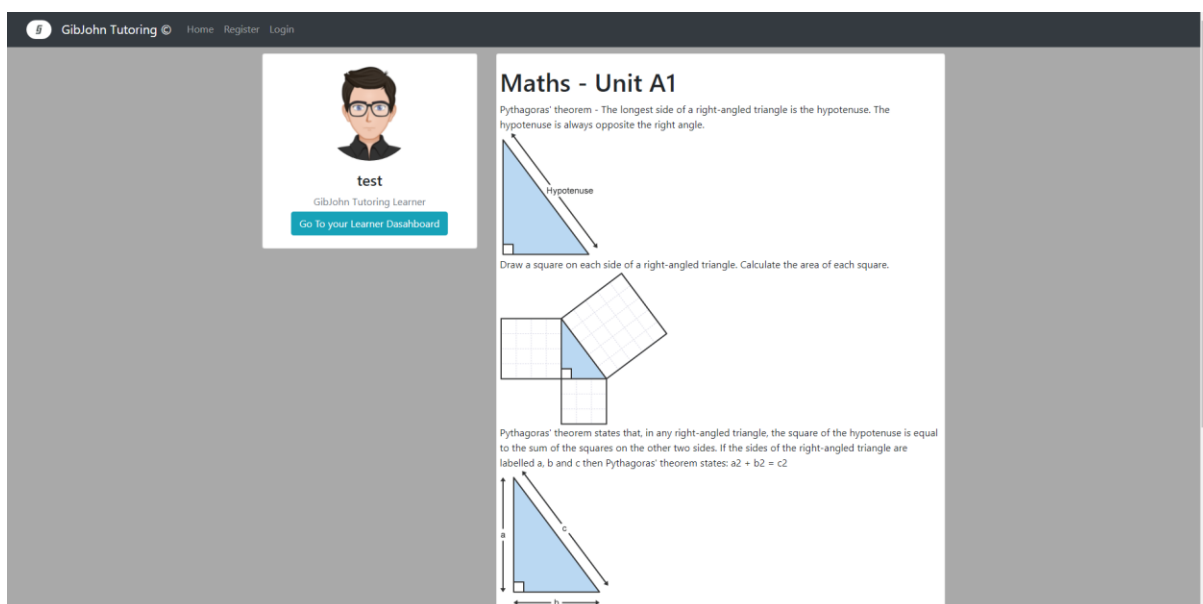 GibJohn Tutoring © Home Register Login
test
GibJohn Tutoring Learner
Go To your Learner Dasahboard
Maths - Unit A1
Pythagoras' theorem - The longest side of a right-angled triangle is the hypotenuse. The
hypotenuse is always opposite the right angle.
Hypotenuse
Draw a square on each side of a right-angled triangle. Calculate the area of each square.
Pythagoras' theorem states that, in any right-angled triangle, the square of the hypotenuse is equal
to the sum of the squares on the other two sides. If the sides of the right-angled triangle are
labelled a, b and c then Pythagoras' theorem states: a2 + b2 = c2
c
a
b